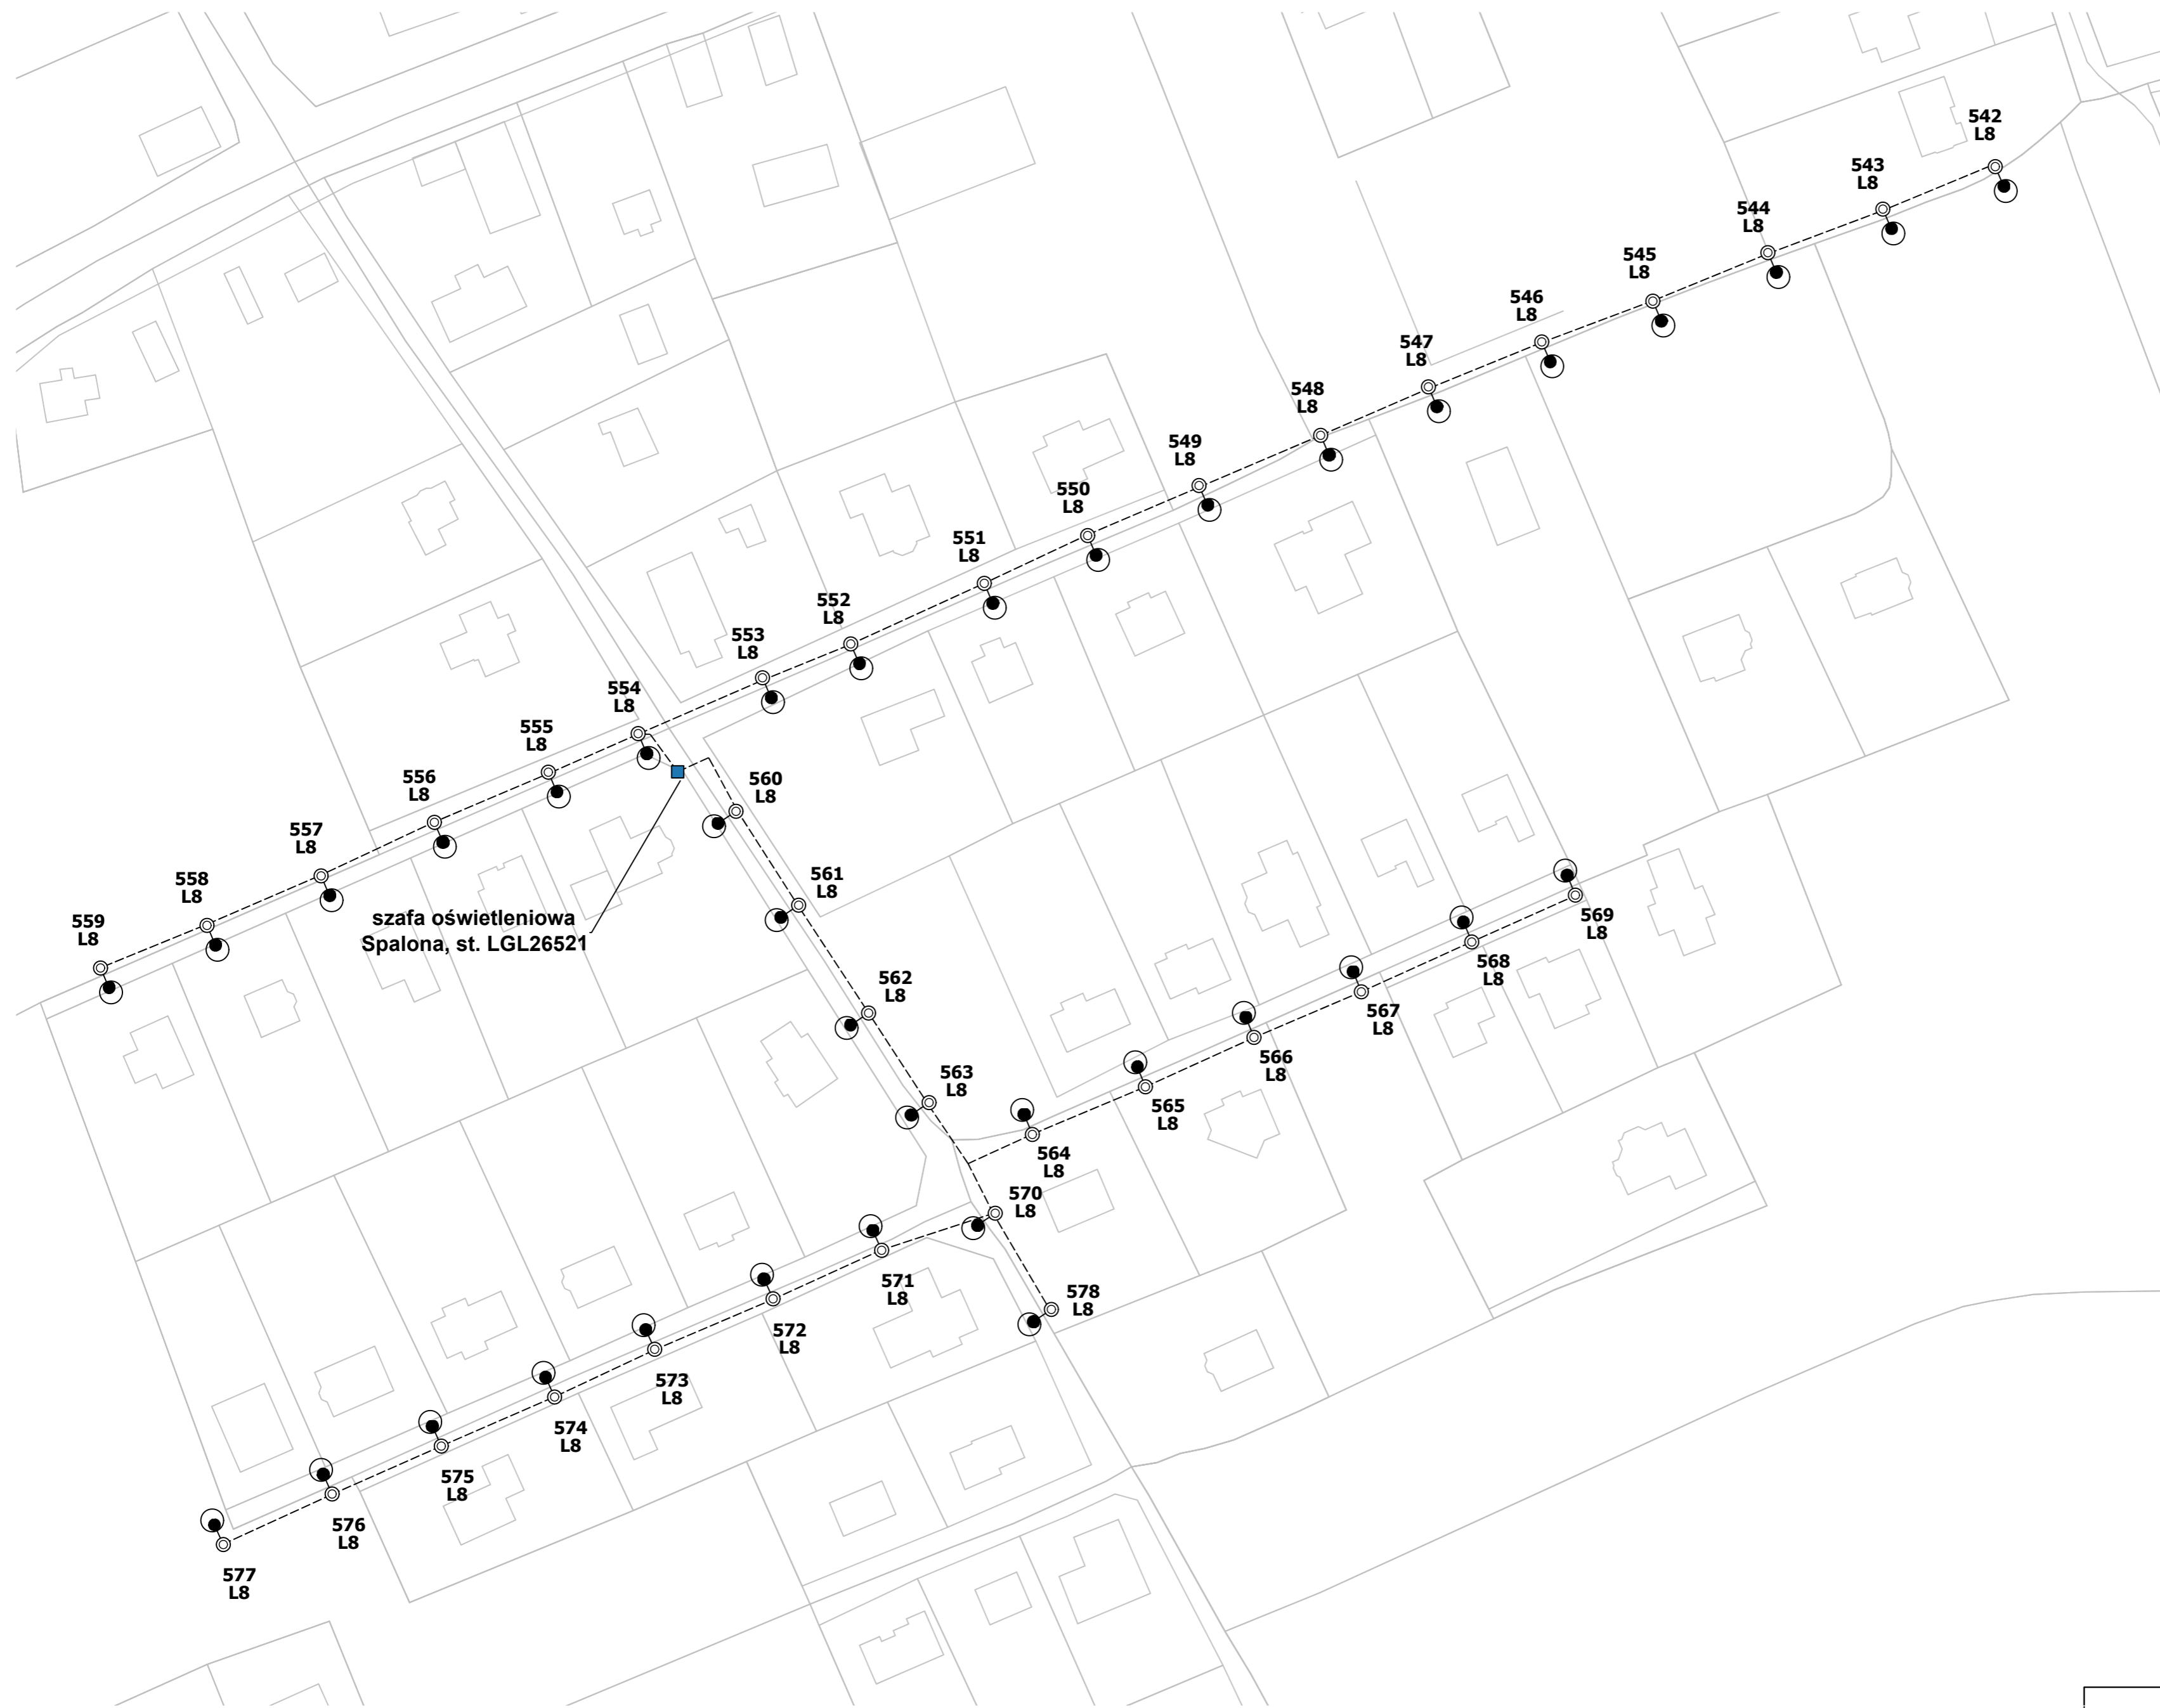 542
L8
543
L8
544
L8
545
L8
546
L8
547
L8
548
L8
549
L8
550
L8
551
L8
552
L8
553
L8
554
L8
555
L8
556
L8
557
L8
558
L8
559
L8
szafa oświetleniowa
Spalona, st. LGL26521
560
L8
561
L8
562
L8
563
L8
564
L8
565
L8
566
L8
567
L8
568
L8
569
L8
570
L8
571
L8
572
L8
573
L8
574
L8
575
L8
576
L8
577
L8
578
L8